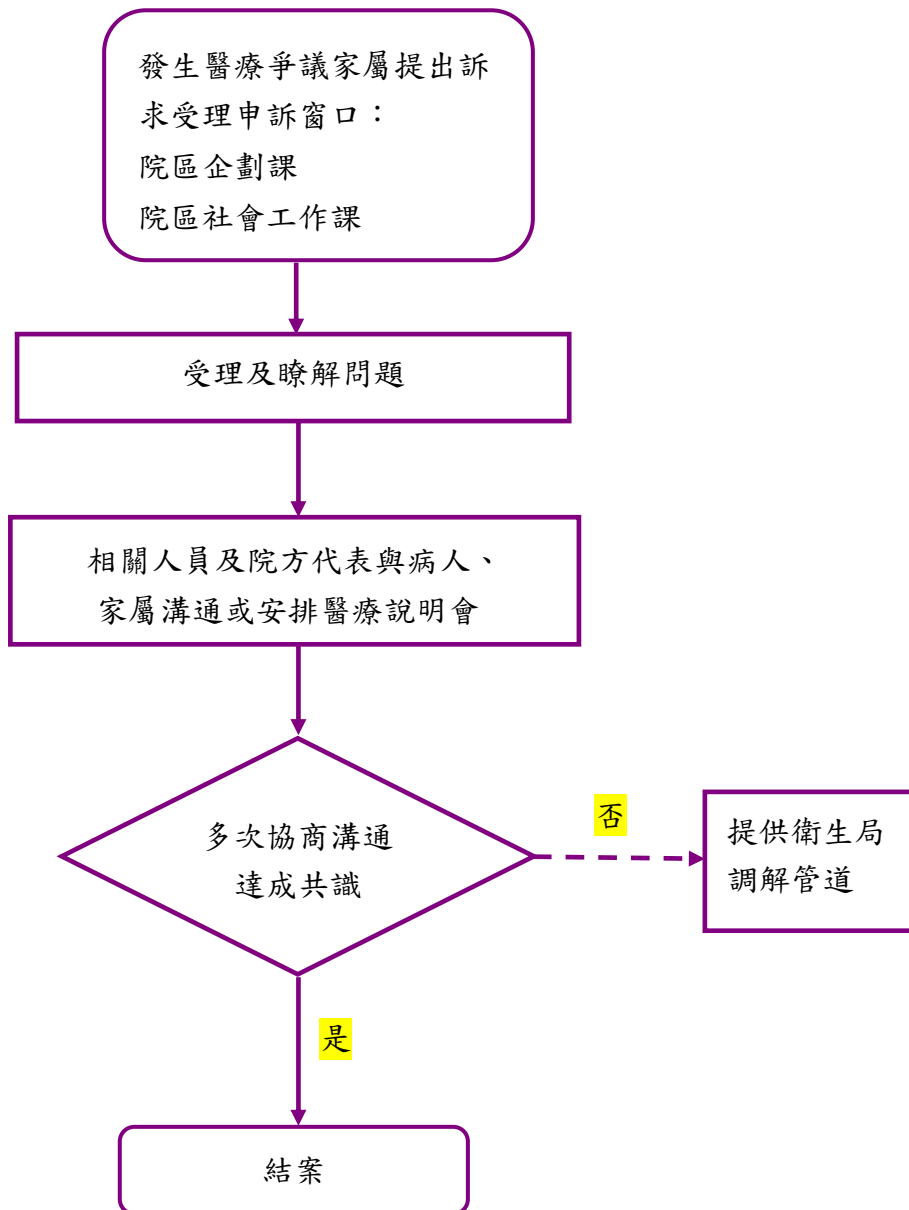 發生醫療爭議家屬提出訴
求受理申訴窗口：
院區企劃課
院區社會工作課
受理及瞭解問題
相關人員及院方代表與病人、
家屬溝通或安排醫療說明會
多次協商溝通
達成共識
否
提供衛生局
調解管道
是
結案